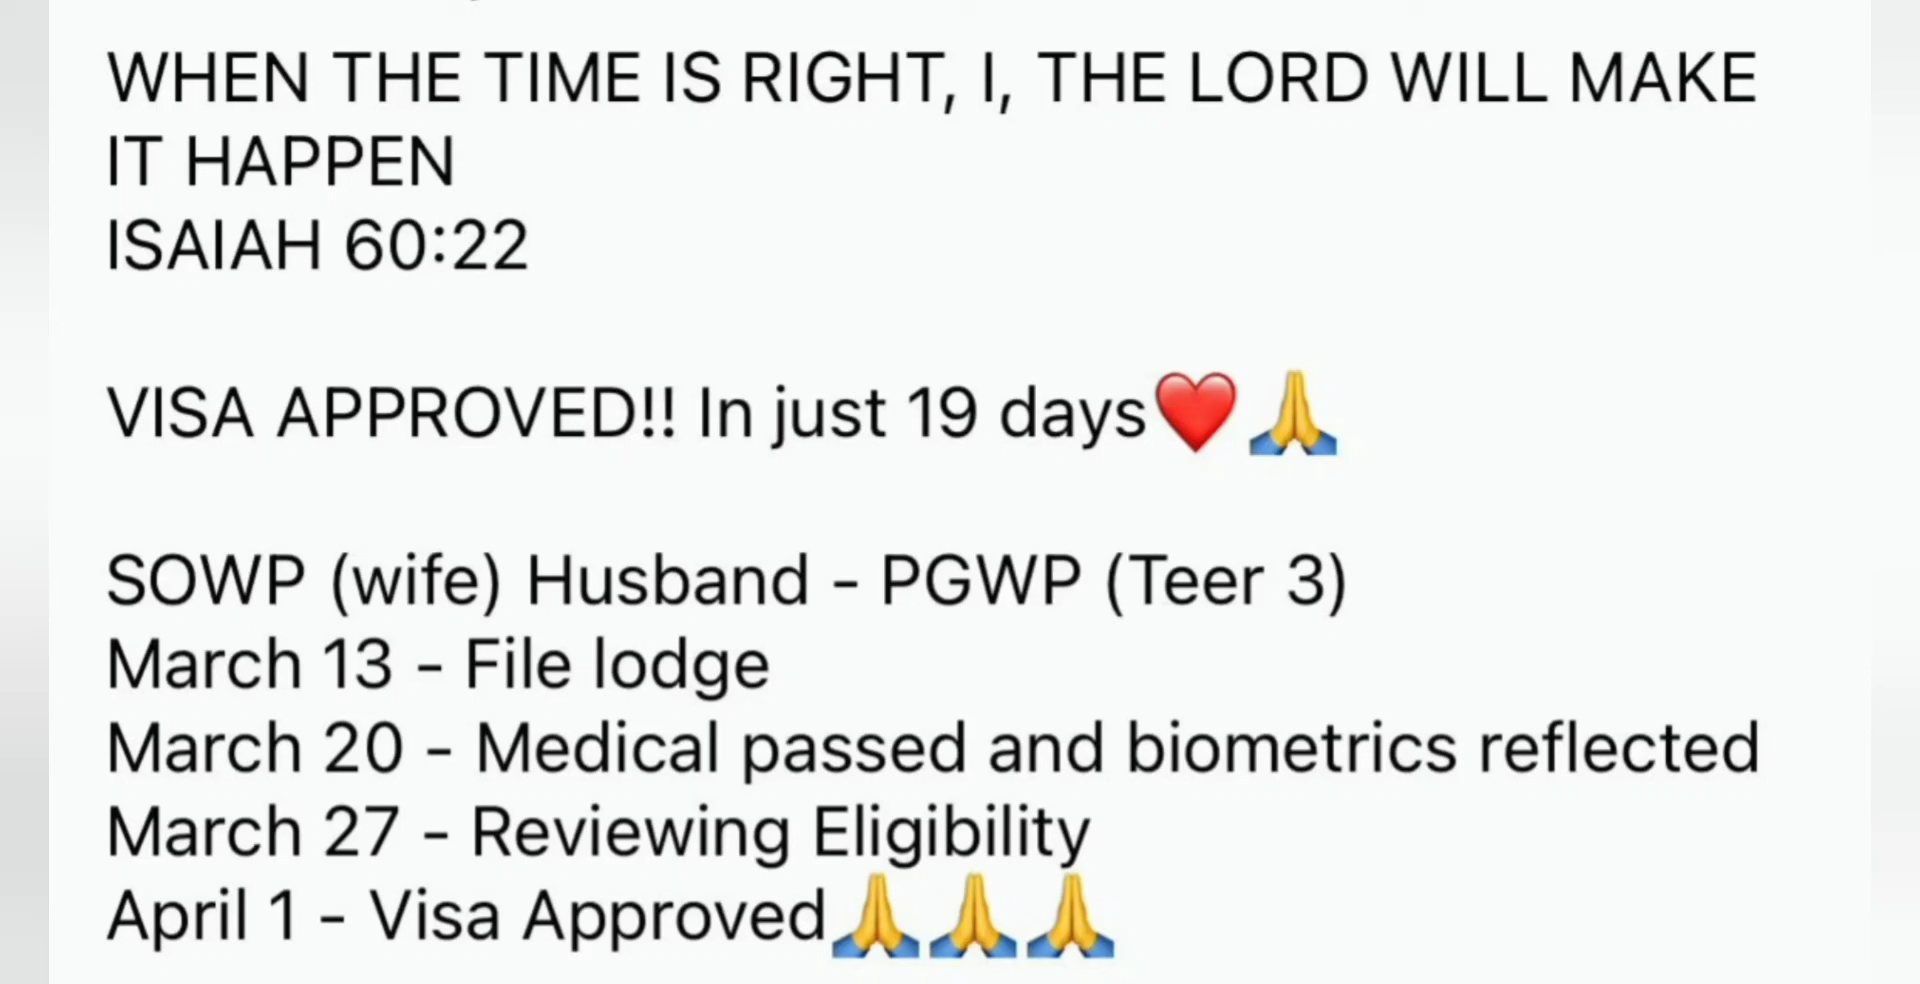 WHEN THE TIME IS RIGHT, I, THE LORD WILL MAKE
IT HAPPEN
ISAIAH 60:22
VISA APPROVED!! In just 19 days❤️🙏
SOWP (wife) Husband - PGWP (Teer 3)
March 13 - File lodge
March 20 - Medical passed and biometrics reflected
March 27 - Reviewing Eligibility
April 1 - Visa Approved🙏🙏🙏